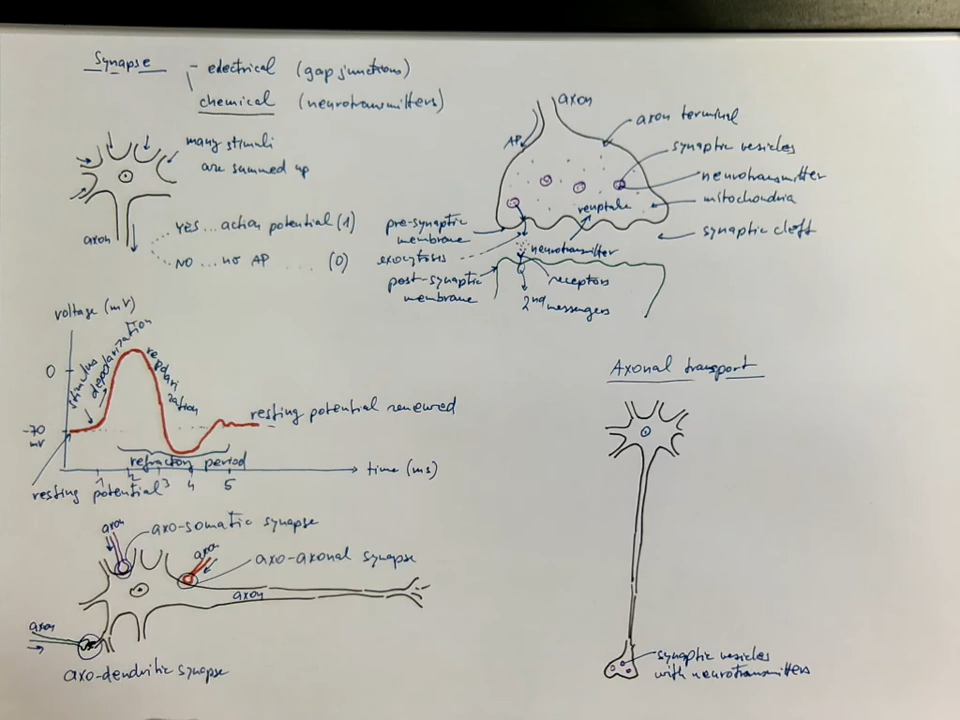 Synapse - electrical (gap junctions)
chemical (neurotransmitters)
many stimuli
are summed up
axon
YES ... action potential (1)
NO ... no AP .... (0)
axon
AP
axon terminal
synaptic vesicles
neurotransmitter
mitochondria
reuptake
synaptic cleft
pre-synaptic
membrane
exocytosis
neurotransmitter
post-synaptic
membrane
receptors
2nd messengers
voltage (mV)
0
-70
mV
stimulus
depolarization
repolarization
resting potential renewed
refractory period
time (ms)
1 2 3 4 5
resting potential
axon
axo-somatic synapse
axon
axo-axonal synapse
axon
axon
axo-dendritic synapse
Axonal transport
synaptic vesicles
with neurotransmitters